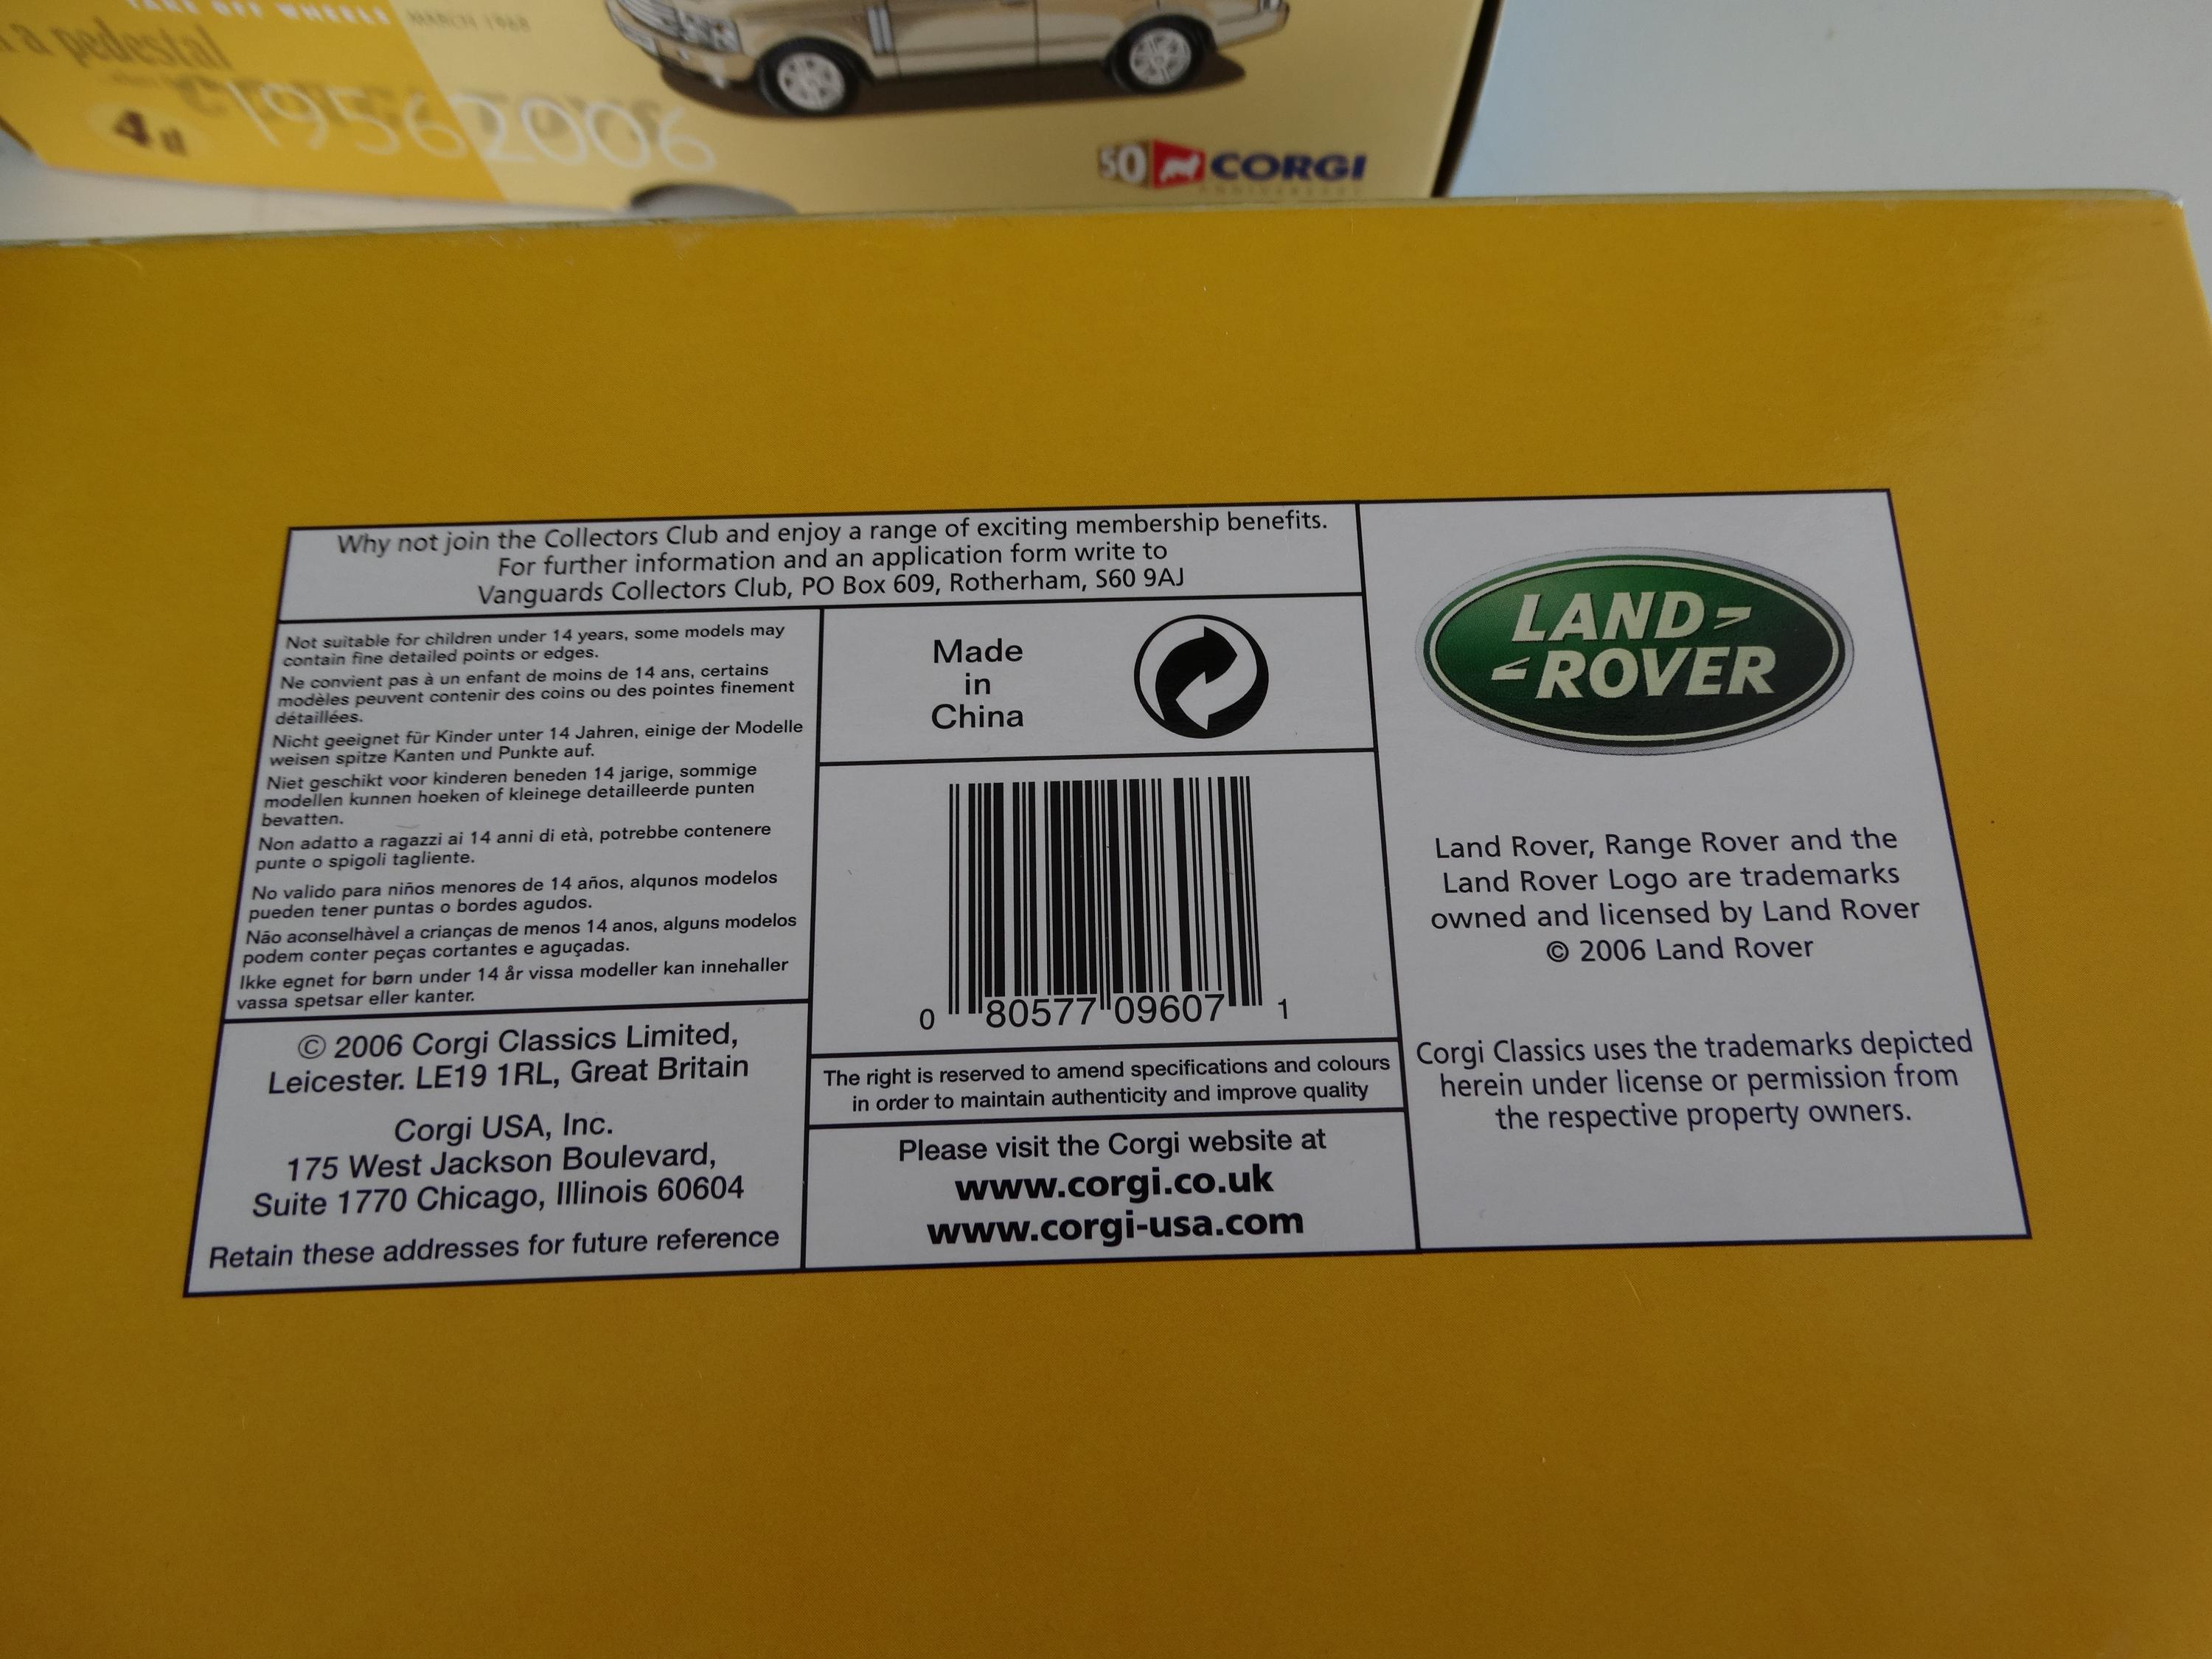 TAKE OFF WHEELS MARCH 1968
a pedestal
4d
1956 2006
50 CORGI
Why not join the Collectors Club and enjoy a range of exciting membership benefits.
For further information and an application form write to
Vanguards Collectors Club, PO Box 609, Rotherham, S60 9AJ
Not suitable for children under 14 years, some models may
contain fine detailed points or edges.
Ne convient pas à un enfant de moins de 14 ans, certains
modèles peuvent contenir des coins ou des pointes finement
détaillées.
Nicht geeignet für Kinder unter 14 Jahren, einige der Modelle
weisen spitze Kanten und Punkte auf.
Niet geschikt voor kinderen beneden 14 jarige, sommige
modellen kunnen hoeken of kleinege detailleerde punten
bevatten.
Non adatto a ragazzi ai 14 anni di età, potrebbe contenere
punte o spigoli tagliente.
No valido para niños menores de 14 años, alqunos modelos
pueden tener puntas o bordes agudos.
Não aconselhàvel a crianças de menos 14 anos, alguns modelos
podem conter peças cortantes e aguçadas.
Ikke egnet for børn under 14 år vissa modeller kan innehaller
vassa spetsar eller kanter.
© 2006 Corgi Classics Limited,
Leicester. LE19 1RL, Great Britain
Corgi USA, Inc.
175 West Jackson Boulevard,
Suite 1770 Chicago, Illinois 60604
Retain these addresses for future reference
Made
in
China
0 80577 09607 1
The right is reserved to amend specifications and colours
in order to maintain authenticity and improve quality
Please visit the Corgi website at
www.corgi.co.uk
www.corgi-usa.com
LAND
ROVER
Land Rover, Range Rover and the
Land Rover Logo are trademarks
owned and licensed by Land Rover
© 2006 Land Rover
Corgi Classics uses the trademarks depicted
herein under license or permission from
the respective property owners.